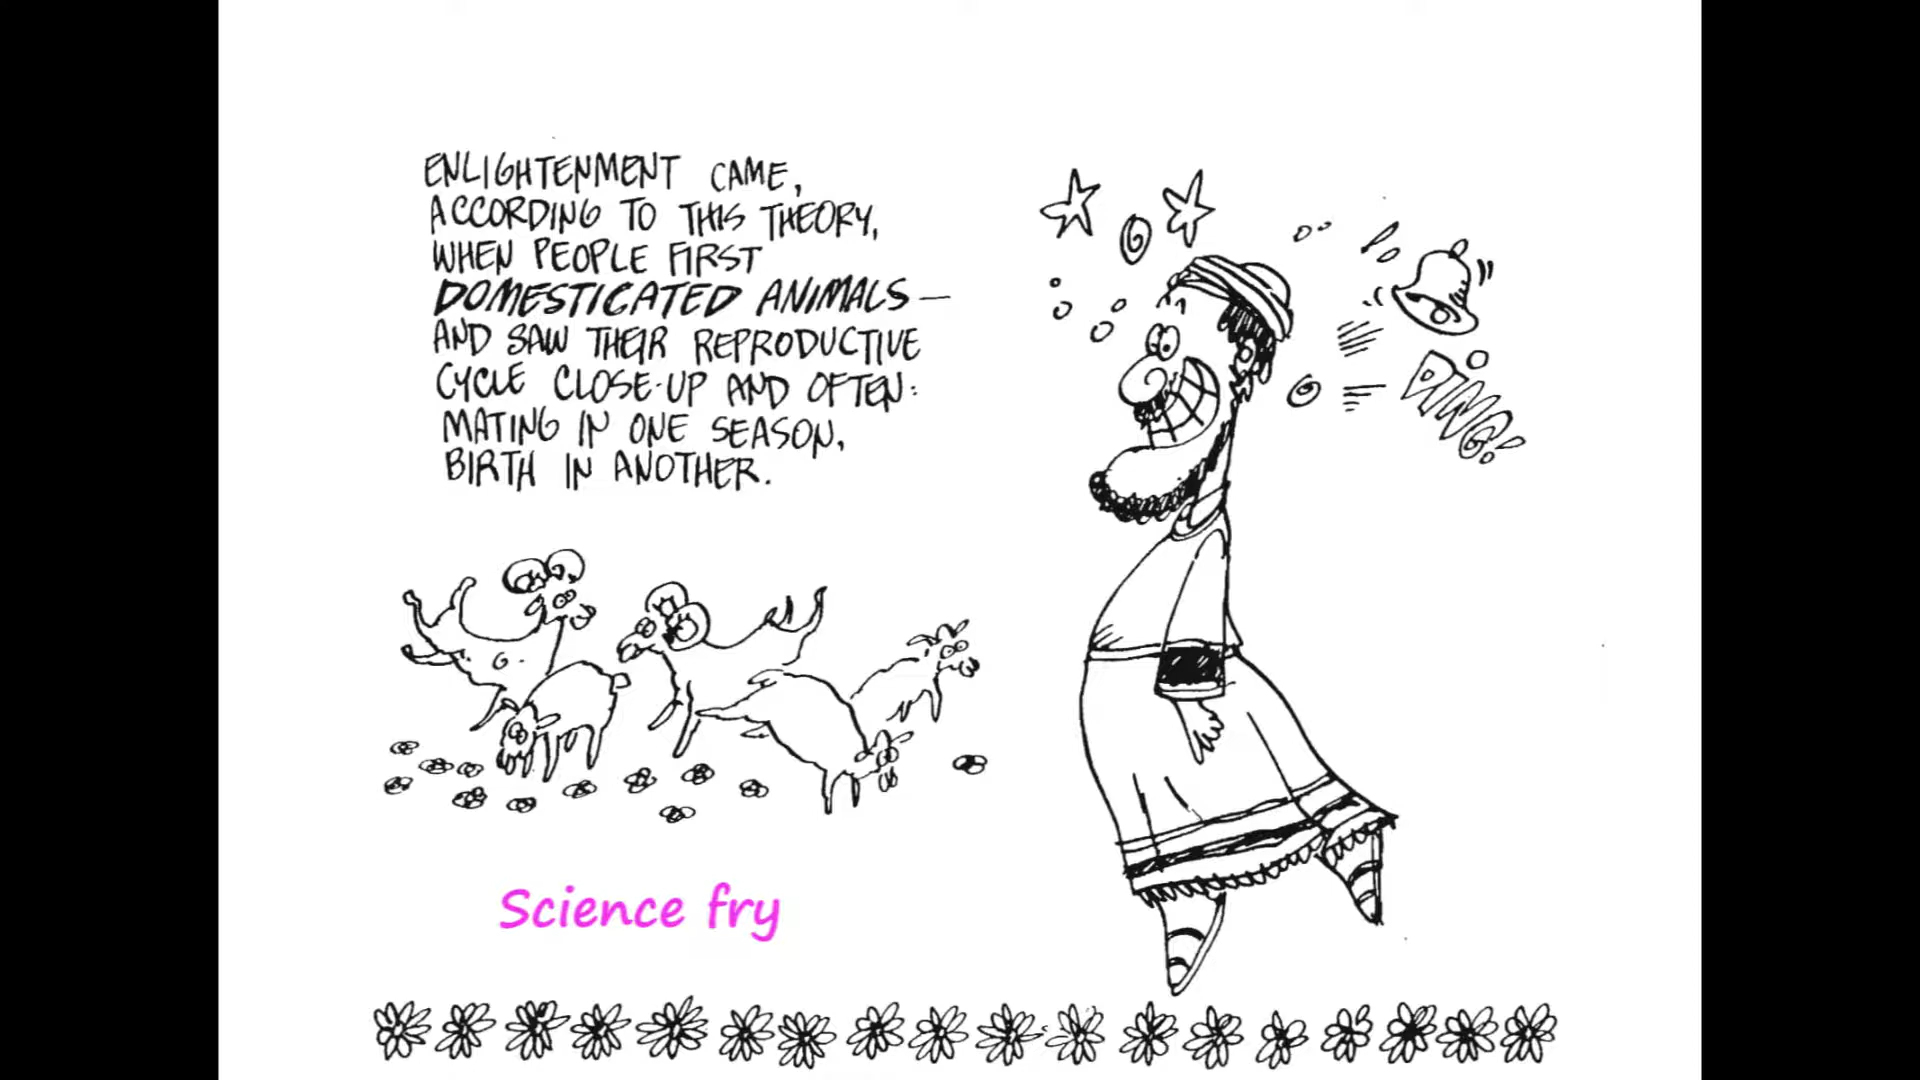 ENLIGHTENMENT CAME,
ACCORDING TO THIS THEORY,
WHEN PEOPLE FIRST
DOMESTICATED ANIMALS—
AND SAW THEIR REPRODUCTIVE
CYCLE CLOSE-UP AND OFTEN:
MATING IN ONE SEASON,
BIRTH IN ANOTHER.
DING!
Science fry